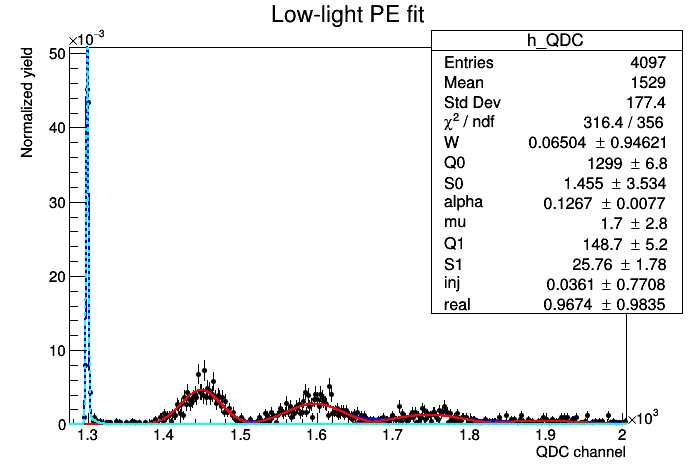 Low-light PE fit
×10⁻³
Normalized yield
50
40
30
20
10
0
1.3 1.4 1.5 1.6 1.7 1.8 1.9 2
×10³
QDC channel
h_QDC
Entries 4097
Mean 1529
Std Dev 177.4
χ² / ndf 316.4 / 356
W 0.06504 ± 0.94621
Q0 1299 ± 6.8
S0 1.455 ± 3.534
alpha 0.1267 ± 0.0077
mu 1.7 ± 2.8
Q1 148.7 ± 5.2
S1 25.76 ± 1.78
inj 0.0361 ± 0.7708
real 0.9674 ± 0.9835